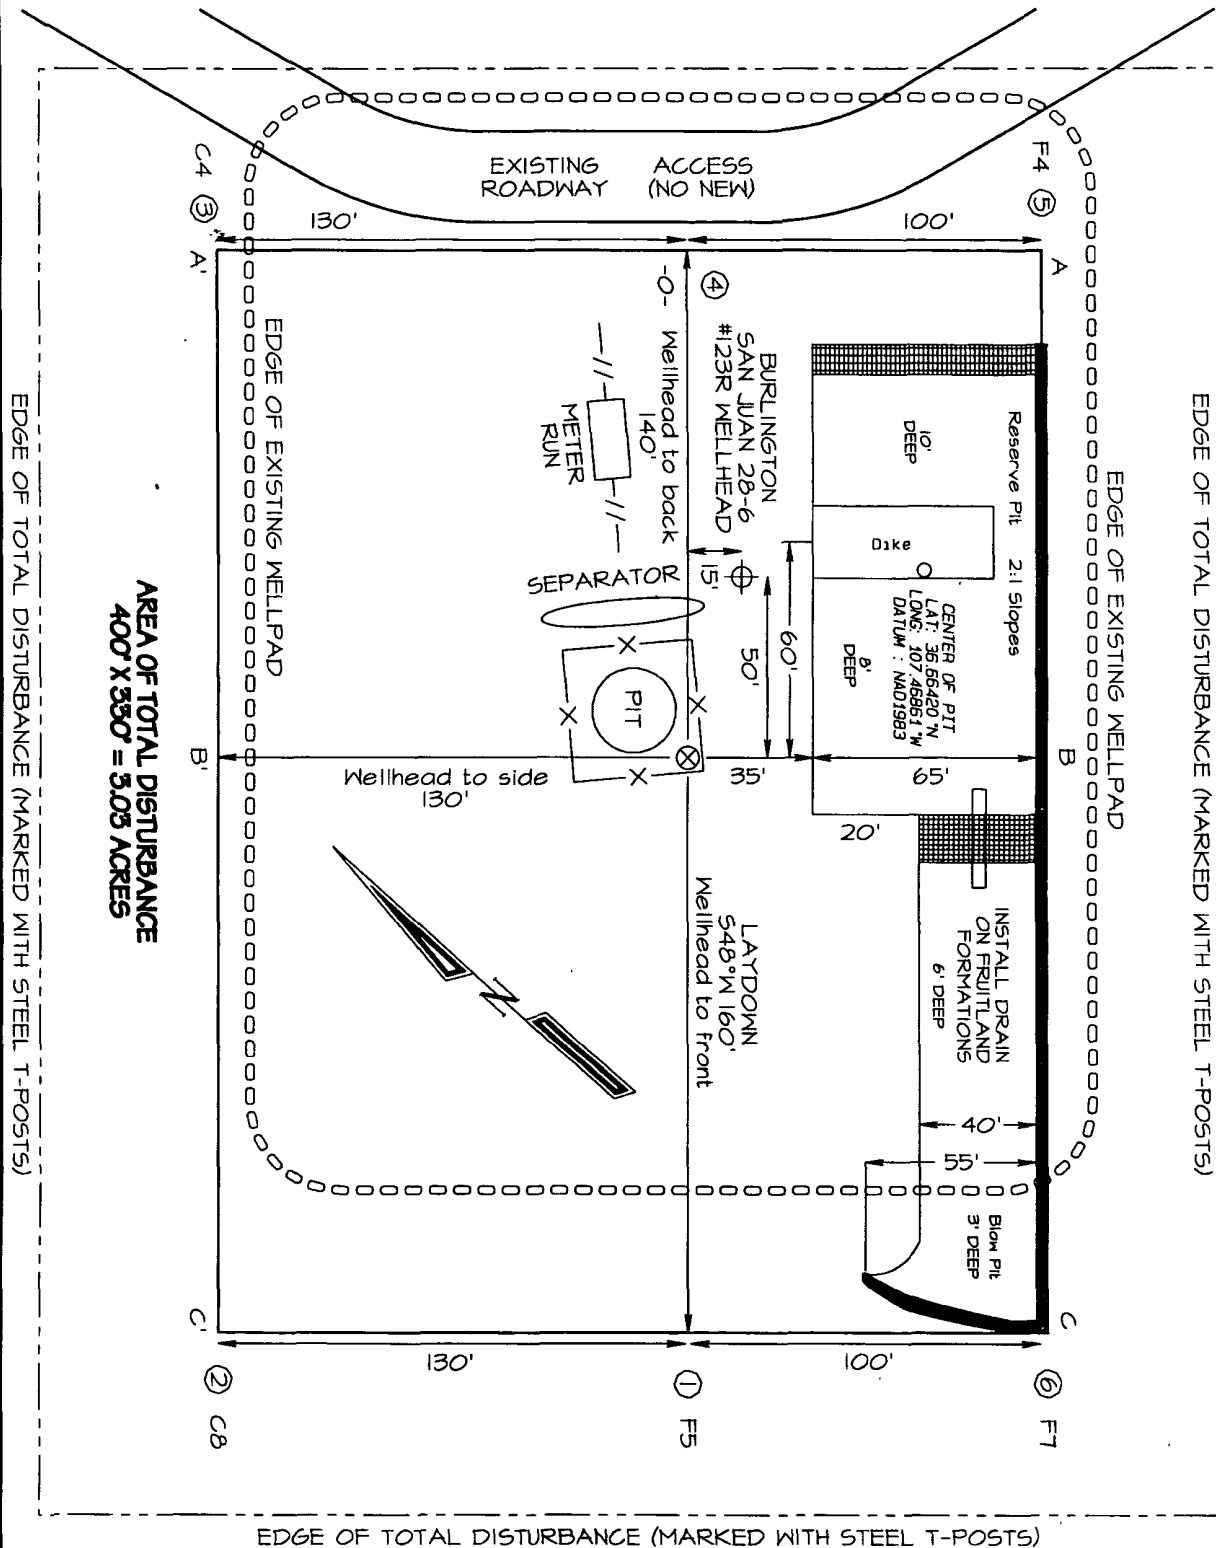 EXISTING ACCESS
ROADWAY (NO NEW)
C4 ③
F4 ⑤
130'
100'
A'
A
④
-0-
Wellhead to back
140'
BURLINGTON
SAN JUAN 28-6
#123R WELLHEAD
METER
RUN
SEPARATOR
15'
50'
60'
10'
DEEP
Reserve Pit 2:1 Slopes
Dike
CENTER OF PIT
LAT: 36.66420 °N
LONG: 107.46861 °W
DATUM : NAD1983
8'
DEEP
PIT
B'
B
Wellhead to side
130'
35'
65'
20'
LAYDOWN
S48°W 160'
Wellhead to front
INSTALL DRAIN
ON FRUITLAND
FORMATIONS
6' DEEP
40'
55'
Blow Pit
3' DEEP
N
C'
C
130'
100'
② C8
① F5
⑥ F7
EDGE OF EXISTING WELLPAD
EDGE OF EXISTING WELLPAD
AREA OF TOTAL DISTURBANCE
400' X 330' = 3.03 ACRES
EDGE OF TOTAL DISTURBANCE (MARKED WITH STEEL T-POSTS)
EDGE OF TOTAL DISTURBANCE (MARKED WITH STEEL T-POSTS)
EDGE OF TOTAL DISTURBANCE (MARKED WITH STEEL T-POSTS)